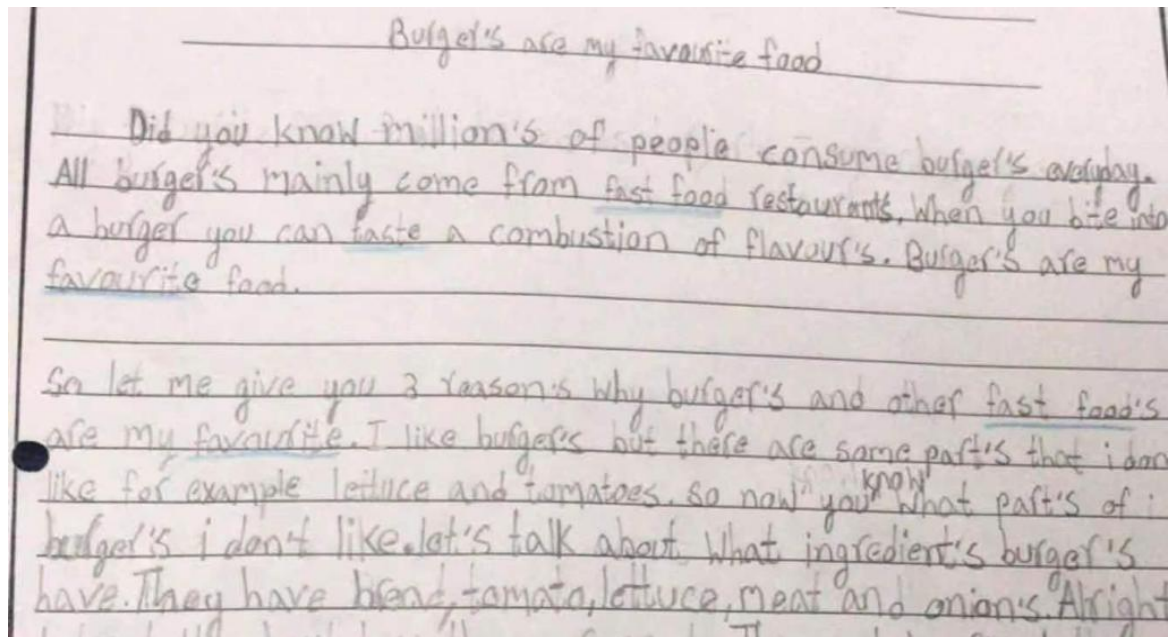 Burger's are my favourite food
Did you know million's of people consume burger's everyday.
All burger's mainly come from fast food restaurants. When you bite into
a burger you can taste a combustion of flavour's. Burger's are my
favourite food.
So let me give you 3 reason's why burger's and other fast food's
are my favourite. I like burger's but there are some part's that i don
like for example lettuce and tomatoes. So now you know what part's of i
burger's i don't like. let's talk about what ingredient's burger's
have. They have bread, tomato, lettuce, meat and onion's. Alright